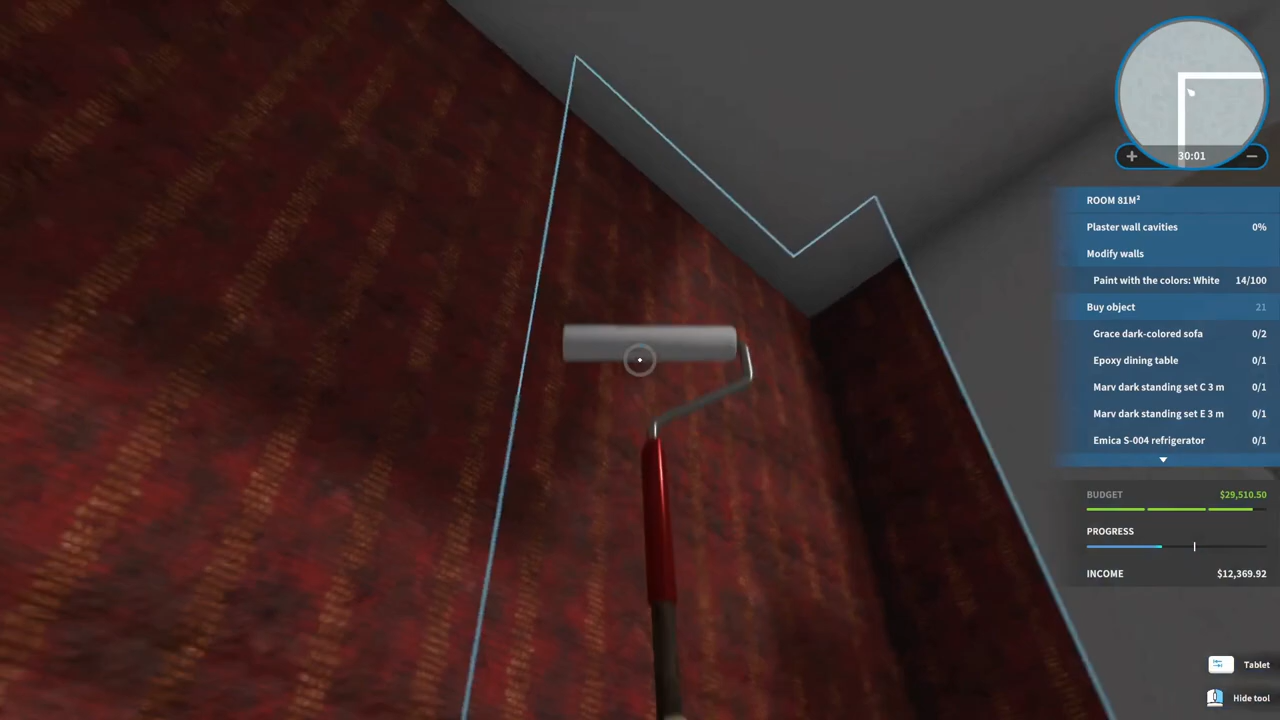 30:01
ROOM 81M²
Plaster wall cavities 0%
Modify walls
Paint with the colors: White 14/100
Buy object 21
Grace dark-colored sofa 0/2
Epoxy dining table 0/1
Marv dark standing set C 3 m 0/1
Marv dark standing set E 3 m 0/1
Emica S-004 refrigerator 0/1
BUDGET $29,510.50
PROGRESS
INCOME $12,369.92
Tablet
Hide tool